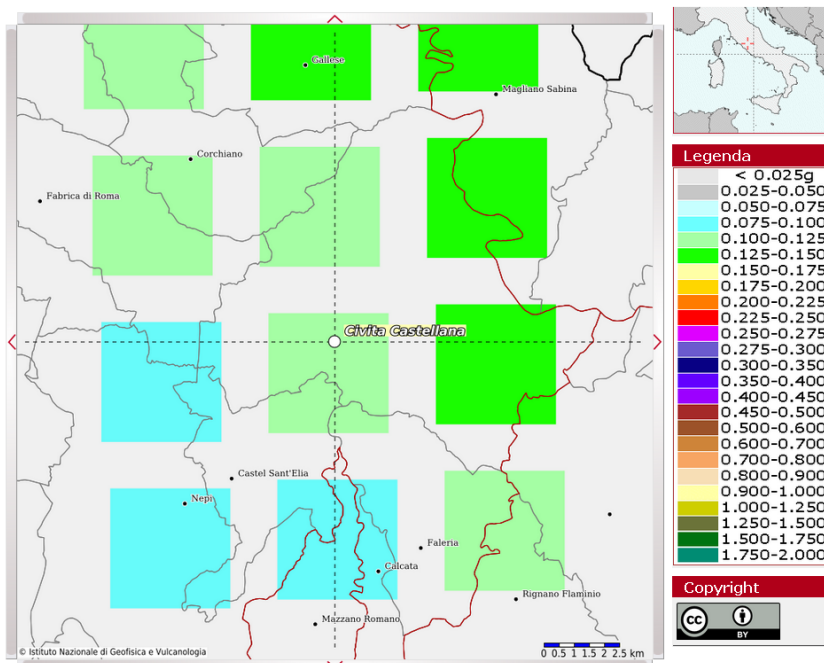 Gallese
Magliano Sabina
Corchiano
Fabrica di Roma
Civita Castellana
Castel Sant'Elia
Nepi
Faleria
Calcata
Rignano Flaminio
Mazzano Romano
© Istituto Nazionale di Geofisica e Vulcanologia
0 0.5 1 1.5 2 2.5 km
Legenda
< 0.025g
0.025-0.050
0.050-0.075
0.075-0.100
0.100-0.125
0.125-0.150
0.150-0.175
0.175-0.200
0.200-0.225
0.225-0.250
0.250-0.275
0.275-0.300
0.300-0.350
0.350-0.400
0.400-0.450
0.450-0.500
0.500-0.600
0.600-0.700
0.700-0.800
0.800-0.900
0.900-1.000
1.000-1.250
1.250-1.500
1.500-1.750
1.750-2.000
Copyright
cc
BY